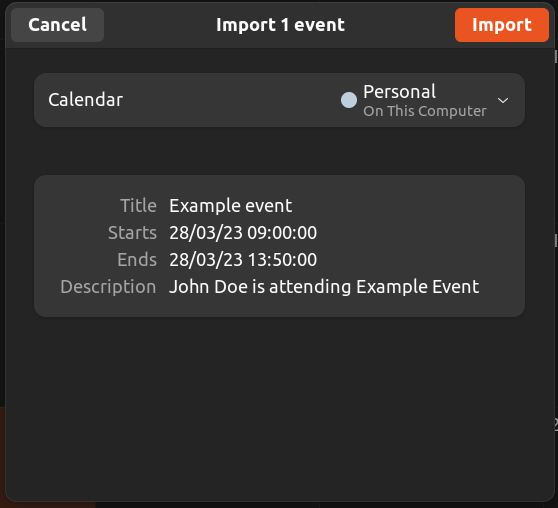 Cancel Import 1 event Import
Calendar Personal
On This Computer
Title Example event
Starts 28/03/23 09:00:00
Ends 28/03/23 13:50:00
Description John Doe is attending Example Event